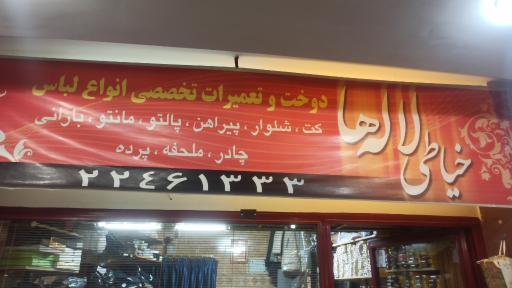 خیاطی لاله‌ها
دوخت و تعمیرات تخصصی انواع لباس
کت ، شلوار ، پیراهن ، پالتو ، مانتو ، بارانی
چادر ، ملحفه ، پرده
۲۲۴۶۱۳۳۳